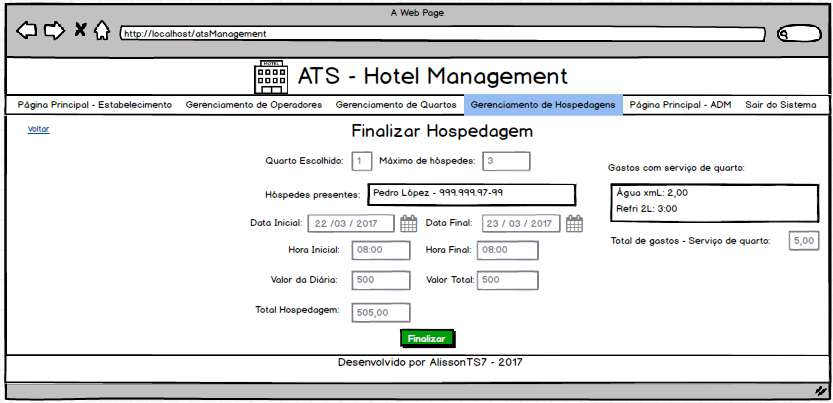 A Web Page
http://localhost/atsManagement
HOTEL
ATS - Hotel Management
Página Principal - Estabelecimento Gerenciamento de Operadores Gerenciamento de Quartos Gerenciamento de Hospedagens Página Principal - ADM Sair do Sistema
Voltar
Finalizar Hospedagem
Quarto Escolhido: 1 Máximo de hóspedes: 3
Gastos com serviço de quarto:
Hóspedes presentes: Pedro López - 999.999.97-99
Água xmL: 2,00
Refri 2L: 3:00
Data Inicial: 22 /03 / 2017 Data Final: 23 / 03 / 2017
Total de gastos - Serviço de quarto: 5,00
Hora Inicial: 08:00 Hora Final: 08:00
Valor da Diária: 500 Valor Total: 500
Total Hospedagem: 505,00
Finalizar
Desenvolvido por AlissonTS7 - 2017